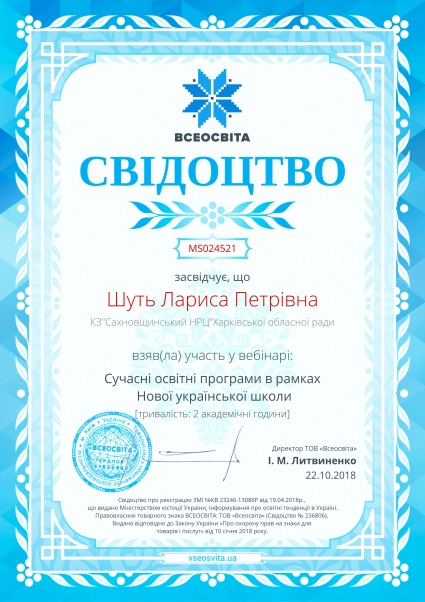 ВСЕОСВІТА
СВІДОЦТВО
MS024521
засвідчує, що
Шуть Лариса Петрівна
КЗ"Сахновщинський НРЦ"Харківської обласної ради
взяв(ла) участь у вебінарі:
Сучасні освітні програми в рамках
Нової української школи
[тривалість: 2 академічні години]
ВСЕОСВІТА
Директор ТОВ «Всеосвіта»
І. М. Литвиненко
22.10.2018
Свідоцтво про реєстрацію ЗМІ №КВ 23246-13086Р від 19.04.2018р.,
що видано Міністерством юстиції України, інформування про освітні тенденції в Україні.
Правовласник товарного знака ВСЕОСВІТА: ТОВ «Всеосвіта» (Свідоцтво № 236806).
Видано відповідно до Закону України «Про охорону прав на знаки для
товарів і послуг» від 10 січня 2018 року.
vseosvita.ua